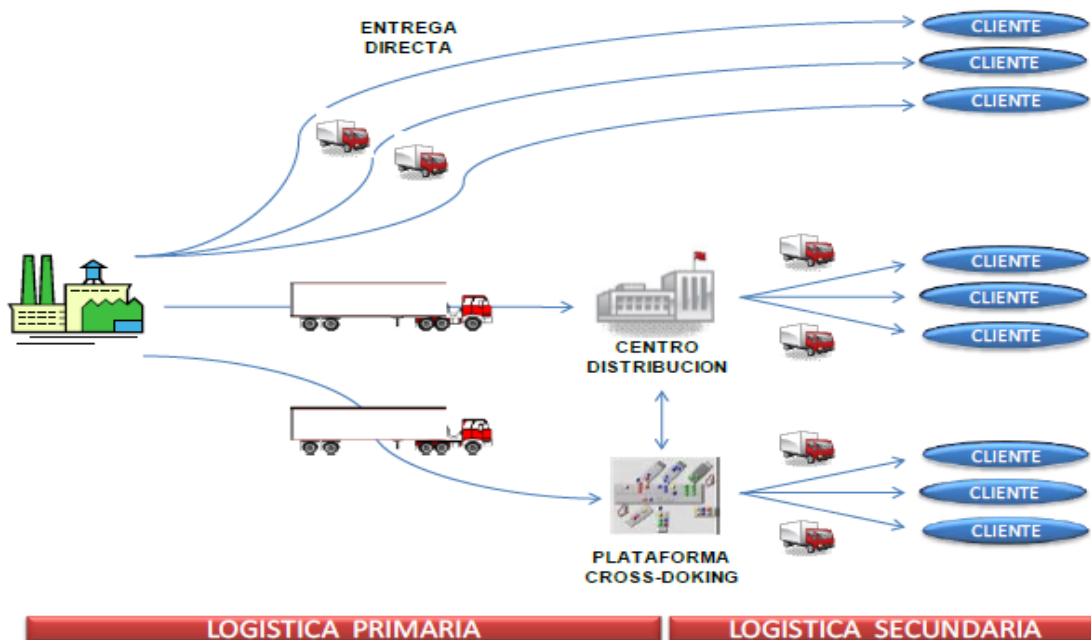 ENTREGA
DIRECTA
CLIENTE
CLIENTE
CLIENTE
CENTRO
DISTRIBUCION
CLIENTE
CLIENTE
CLIENTE
PLATAFORMA
CROSS-DOKING
CLIENTE
CLIENTE
CLIENTE
LOGISTICA PRIMARIA
LOGISTICA SECUNDARIA